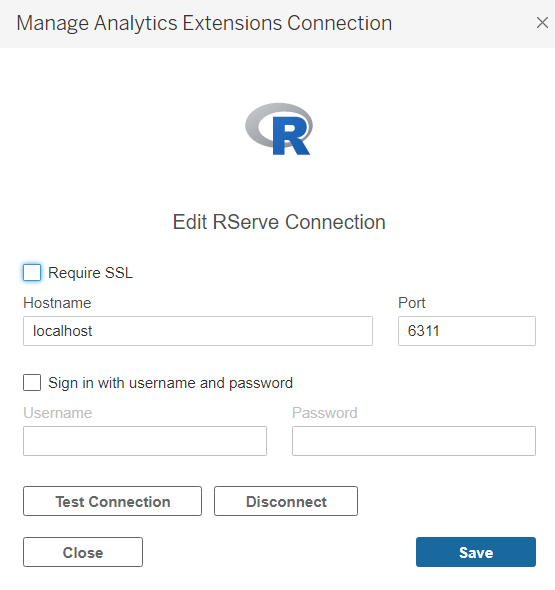 Manage Analytics Extensions Connection
R
Edit RServe Connection
Require SSL
Hostname Port
localhost 6311
Sign in with username and password
Username Password
Test Connection Disconnect
Close Save